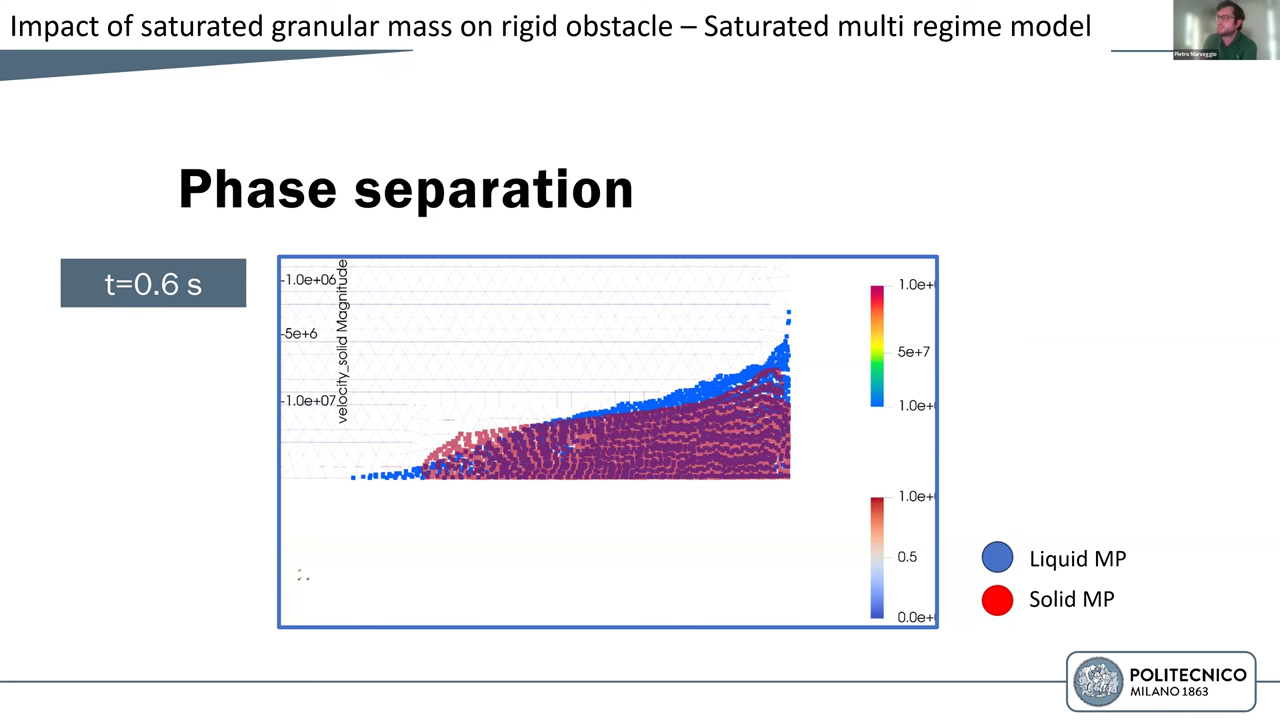 Impact of saturated granular mass on rigid obstacle – Saturated multi regime model
Pietro Marveggio
Phase separation
t=0.6 s
-1.0e+06
-5e+6
-1.0e+07
velocity_solid Magnitude
1.0e+
5e+7
1.0e+
1.0e+
0.5
0.0e+
Liquid MP
Solid MP
POLITECNICO
MILANO 1863